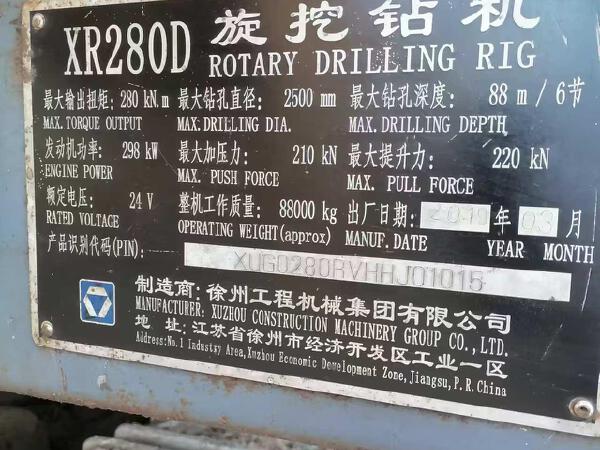 XR280D 旋挖钻机
ROTARY DRILLING RIG
最大输出扭矩: 280 kN.m 最大钻孔直径: 2500 mm 最大钻孔深度: 88 m / 6节
MAX. TORQUE OUTPUT MAX. DRILLING DIA. MAX. DRILLING DEPTH
发动机功率: 298 kW 最大加压力: 210 kN 最大提升力: 220 kN
ENGINE POWER MAX. PUSH FORCE MAX. PULL FORCE
额定电压: 24 V 整机工作质量: 88000 kg 出厂日期: 2019 年 03 月
RATED VOLTAGE OPERATING WEIGHT(approx) MANUF. DATE YEAR MONTH
产品识别代码(PIN): XUG0280RVHHJ01015
制造商: 徐州工程机械集团有限公司
MANUFACTURER: XUZHOU CONSTRUCTION MACHINERY GROUP CO., LTD.
地 址: 江苏省徐州市经济开发区工业一区
Address: No.1 Industry Area, Xuzhou Economic Development Zone, Jiangsu, P.R.China